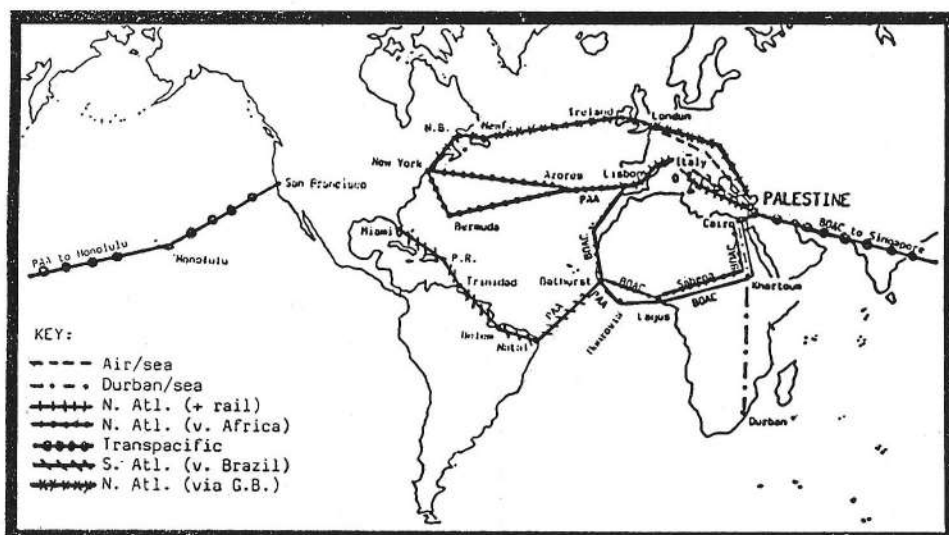 N.B.
Newf.
Ireland
London
New York
Azores
Lisbon
Italy
PAA
PALESTINE
San Francisco
Bermuda
Cairo
BOAC to Singapore
PAA to Honolulu
Honolulu
Miami
P.R.
BOAC
BOAC
Trinidad
Bathurst
BOAC
Sabena
Khartoum
PAA
PAA
Lagos
BOAC
Belem
Natal
Durban
KEY:
Air/sea
Durban/sea
N. Atl. (+ rail)
N. Atl. (v. Africa)
Transpacific
S. Atl. (v. Brazil)
N. Atl. (via G.B.)